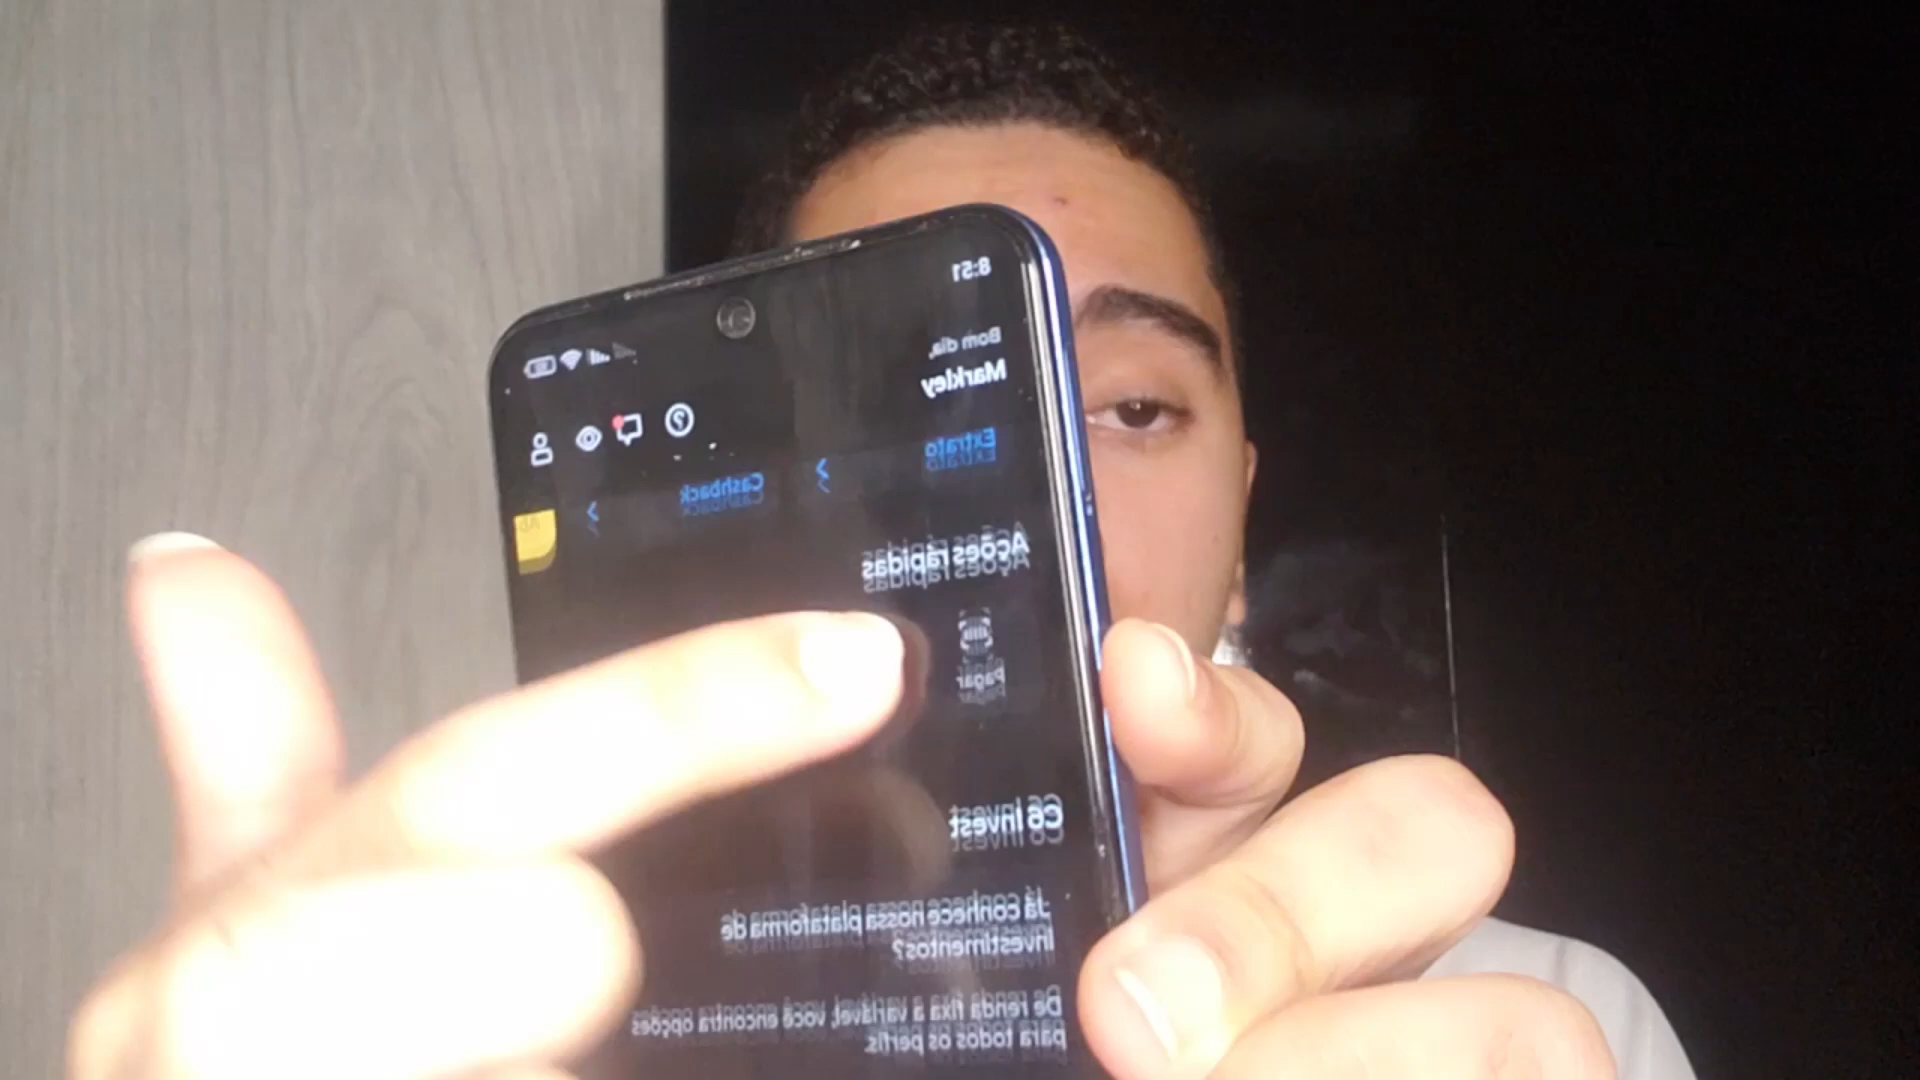 8:51
Bom dia,
Markley
Extrato
Cashback
Ações rápidas
Pagar
C6 Invest
Já conhece nossa plataforma de
investimentos?
De renda fixa a variável, você encontra opções
para todos os perfis.